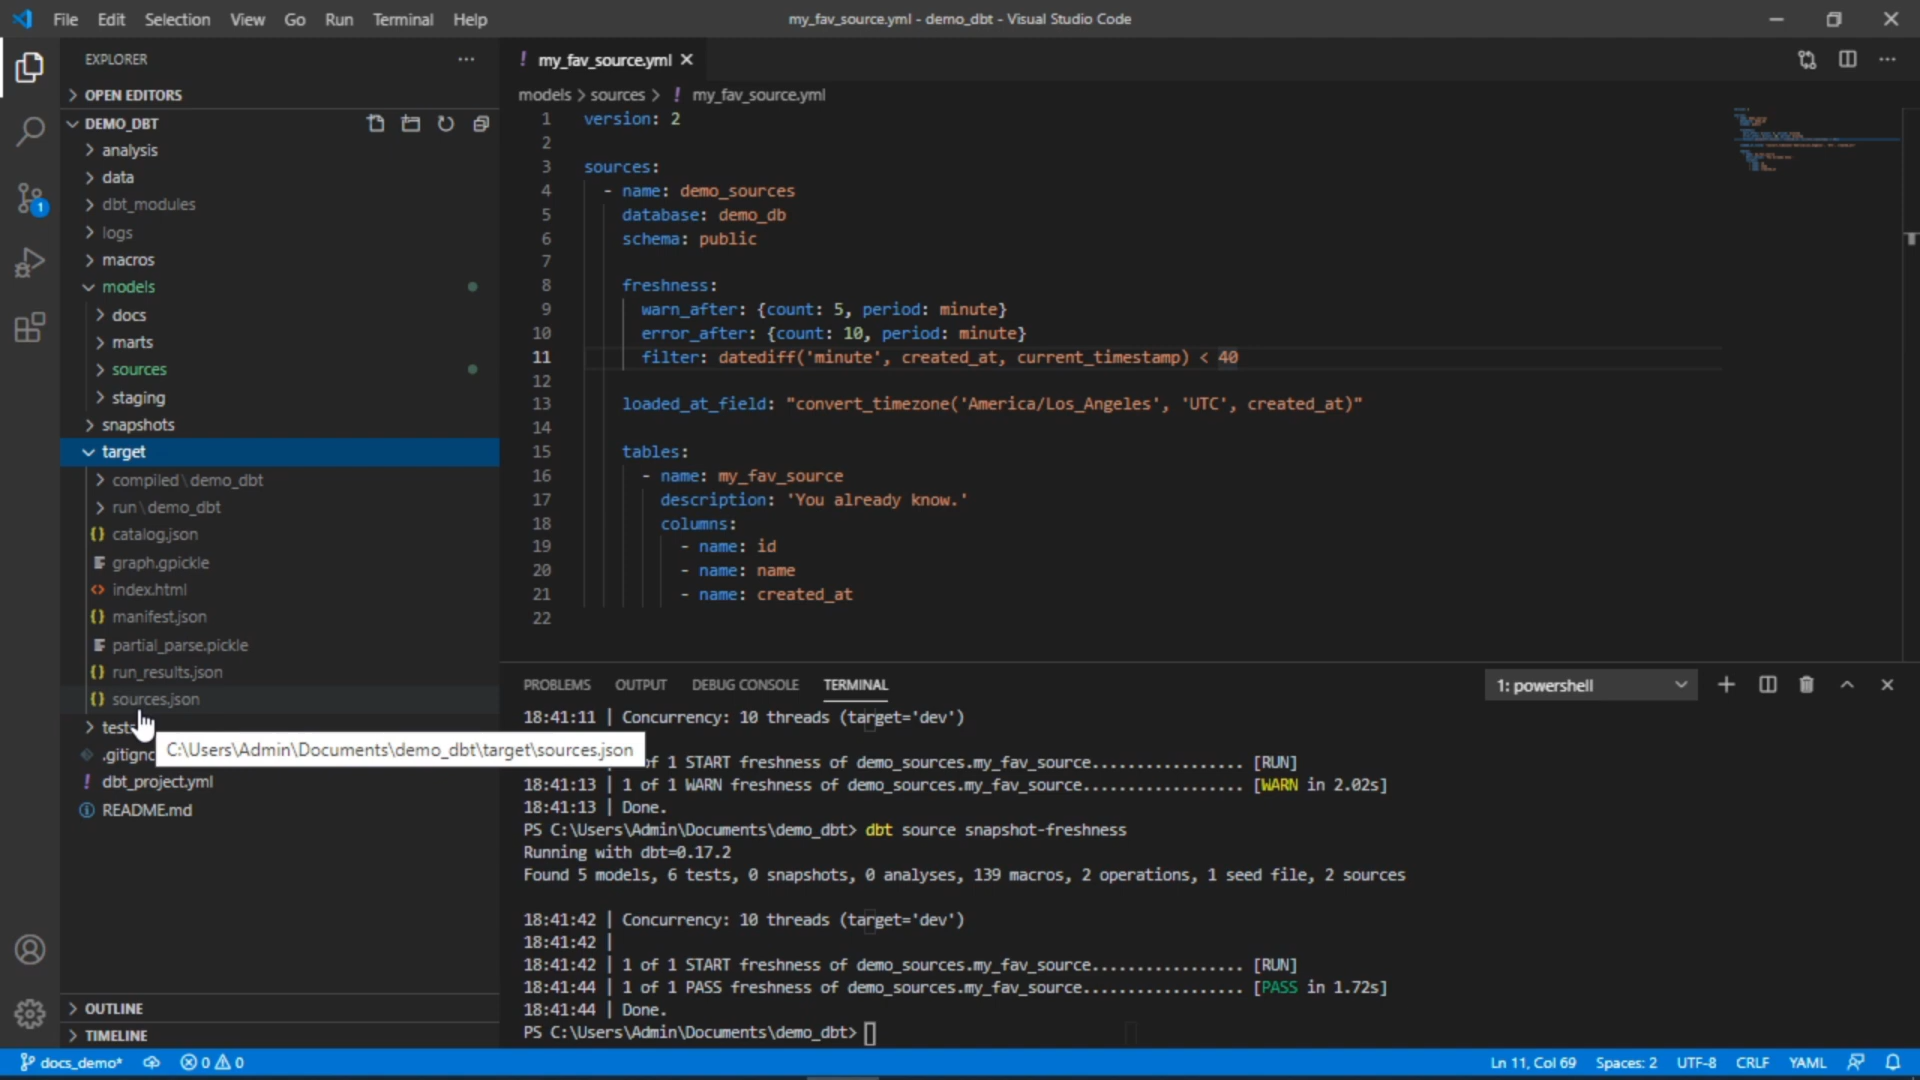 File Edit Selection View Go Run Terminal Help
my_fav_source.yml - demo_dbt - Visual Studio Code
EXPLORER
OPEN EDITORS
DEMO_DBT
analysis
data
dbt_modules
logs
macros
models
docs
marts
sources
staging
snapshots
target
compiled\demo_dbt
run\demo_dbt
catalog.json
graph.gpickle
index.html
manifest.json
partial_parse.pickle
run_results.json
sources.json
tests
C:\Users\Admin\Documents\demo_dbt\target\sources.json
dbt_project.yml
README.md
OUTLINE
TIMELINE
1
my_fav_source.yml
models > sources > ! my_fav_source.yml
1 version: 2
2
3 sources:
4 - name: demo_sources
5 database: demo_db
6 schema: public
7
8 freshness:
9 warn_after: {count: 5, period: minute}
10 error_after: {count: 10, period: minute}
11 filter: datediff('minute', created_at, current_timestamp) < 40
12
13 loaded_at_field: "convert_timezone('America/Los_Angeles', 'UTC', created_at)"
14
15 tables:
16 - name: my_fav_source
17 description: 'You already know.'
18 columns:
19 - name: id
20 - name: name
21 - name: created_at
22
PROBLEMS OUTPUT DEBUG CONSOLE TERMINAL
1: powershell
18:41:11 | Concurrency: 10 threads (target='dev')
of 1 START freshness of demo_sources.my_fav_source................. [RUN]
18:41:13 | 1 of 1 WARN freshness of demo_sources.my_fav_source.................. [WARN in 2.02s]
18:41:13 | Done.
PS C:\Users\Admin\Documents\demo_dbt> dbt source snapshot-freshness
Running with dbt=0.17.2
Found 5 models, 6 tests, 0 snapshots, 0 analyses, 139 macros, 2 operations, 1 seed file, 2 sources
18:41:42 | Concurrency: 10 threads (target='dev')
18:41:42 |
18:41:42 | 1 of 1 START freshness of demo_sources.my_fav_source................. [RUN]
18:41:44 | 1 of 1 PASS freshness of demo_sources.my_fav_source.................. [PASS in 1.72s]
18:41:44 | Done.
PS C:\Users\Admin\Documents\demo_dbt>
docs_demo* 0 0
Ln 11, Col 69 Spaces: 2 UTF-8 CRLF YAML